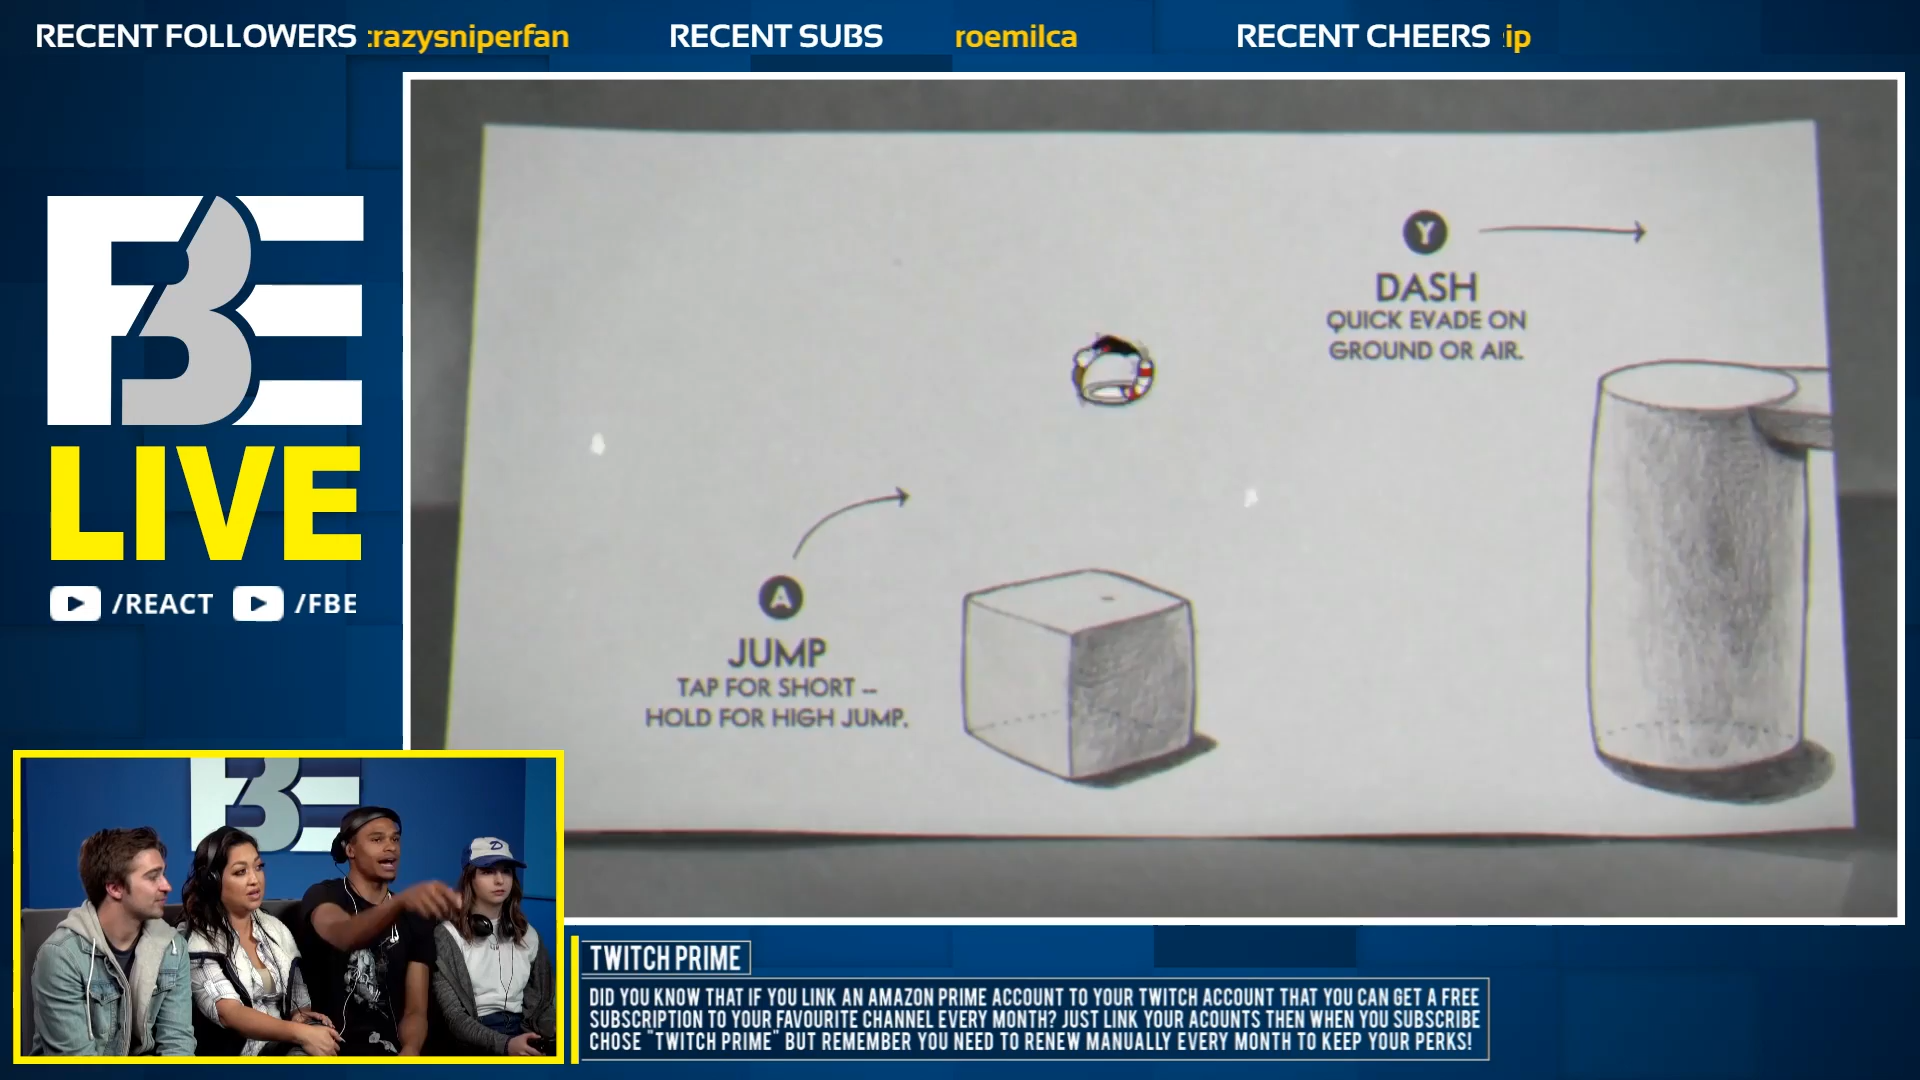 RECENT FOLLOWERS crazysniperfan
RECENT SUBS roemilca
RECENT CHEERS ip
FBE
LIVE
/REACT /FBE
Y
DASH
QUICK EVADE ON
GROUND OR AIR.
A
JUMP
TAP FOR SHORT –
HOLD FOR HIGH JUMP.
FBE
D
TWITCH PRIME
DID YOU KNOW THAT IF YOU LINK AN AMAZON PRIME ACCOUNT TO YOUR TWITCH ACCOUNT THAT YOU CAN GET A FREE
SUBSCRIPTION TO YOUR FAVOURITE CHANNEL EVERY MONTH? JUST LINK YOUR ACOUNTS THEN WHEN YOU SUBSCRIBE
CHOSE "TWITCH PRIME" BUT REMEMBER YOU NEED TO RENEW MANUALLY EVERY MONTH TO KEEP YOUR PERKS!